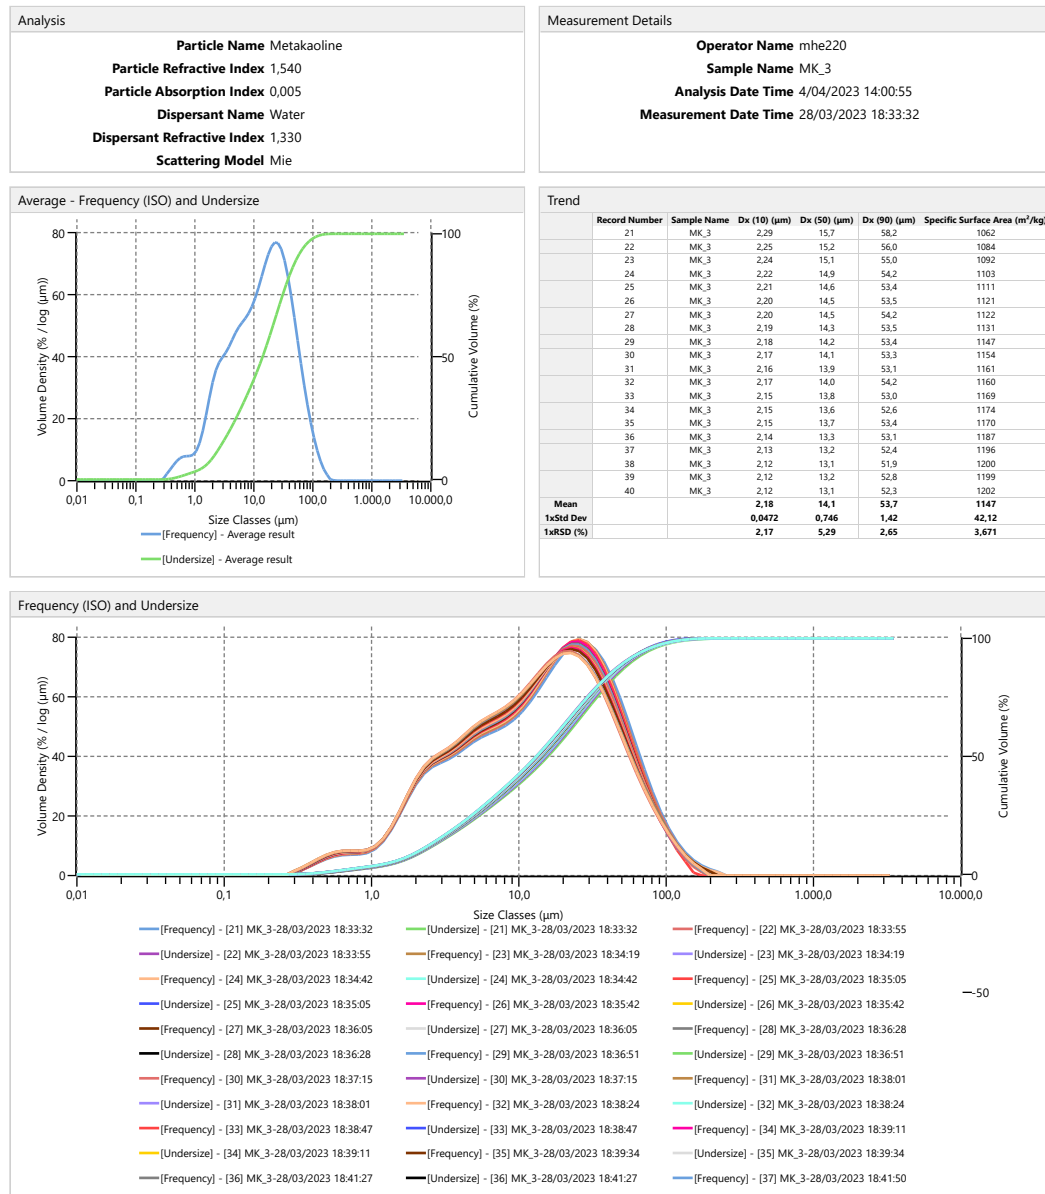 Analysis
Particle Name Metakaoline
Particle Refractive Index 1,540
Particle Absorption Index 0,005
Dispersant Name Water
Dispersant Refractive Index 1,330
Scattering Model Mie
Measurement Details
Operator Name mhe220
Sample Name MK_3
Analysis Date Time 4/04/2023 14:00:55
Measurement Date Time 28/03/2023 18:33:32
Average - Frequency (ISO) and Undersize
Volume Density (% / log (µm))
80
60
40
20
0
100
50
0
Cumulative Volume (%)
0,01 0,1 1,0 10,0 100,0 1.000,0 10.000,0
Size Classes (µm)
[Frequency] - Average result
[Undersize] - Average result
Trend
Record Number Sample Name Dx (10) (µm) Dx (50) (µm) Dx (90) (µm) Specific Surface Area (m²/kg)
21 MK_3 2,29 15,7 58,2 1062
22 MK_3 2,25 15,2 56,0 1084
23 MK_3 2,24 15,1 55,0 1092
24 MK_3 2,22 14,9 54,2 1103
25 MK_3 2,21 14,6 53,4 1111
26 MK_3 2,20 14,5 53,5 1121
27 MK_3 2,20 14,5 54,2 1122
28 MK_3 2,19 14,3 53,5 1131
29 MK_3 2,18 14,2 53,4 1147
30 MK_3 2,17 14,1 53,3 1154
31 MK_3 2,16 13,9 53,1 1161
32 MK_3 2,17 14,0 54,2 1160
33 MK_3 2,15 13,8 53,0 1169
34 MK_3 2,15 13,6 52,6 1174
35 MK_3 2,15 13,7 53,4 1170
36 MK_3 2,14 13,3 53,1 1187
37 MK_3 2,13 13,2 52,4 1196
38 MK_3 2,12 13,1 51,9 1200
39 MK_3 2,12 13,2 52,8 1199
40 MK_3 2,12 13,1 52,3 1202
Mean 2,18 14,1 53,7 1147
1xStd Dev 0,0472 0,746 1,42 42,12
1xRSD (%) 2,17 5,29 2,65 3,671
Frequency (ISO) and Undersize
Volume Density (% / log (µm))
80
60
40
20
0
100
50
0
-50
Cumulative Volume (%)
0,01 0,1 1,0 10,0 100,0 1.000,0 10.000,0
Size Classes (µm)
[Frequency] - [21] MK_3-28/03/2023 18:33:32 [Undersize] - [21] MK_3-28/03/2023 18:33:32 [Frequency] - [22] MK_3-28/03/2023 18:33:55
[Undersize] - [22] MK_3-28/03/2023 18:33:55 [Frequency] - [23] MK_3-28/03/2023 18:34:19 [Undersize] - [23] MK_3-28/03/2023 18:34:19
[Frequency] - [24] MK_3-28/03/2023 18:34:42 [Undersize] - [24] MK_3-28/03/2023 18:34:42 [Frequency] - [25] MK_3-28/03/2023 18:35:05
[Undersize] - [25] MK_3-28/03/2023 18:35:05 [Frequency] - [26] MK_3-28/03/2023 18:35:42 [Undersize] - [26] MK_3-28/03/2023 18:35:42
[Frequency] - [27] MK_3-28/03/2023 18:36:05 [Undersize] - [27] MK_3-28/03/2023 18:36:05 [Frequency] - [28] MK_3-28/03/2023 18:36:28
[Undersize] - [28] MK_3-28/03/2023 18:36:28 [Frequency] - [29] MK_3-28/03/2023 18:36:51 [Undersize] - [29] MK_3-28/03/2023 18:36:51
[Frequency] - [30] MK_3-28/03/2023 18:37:15 [Undersize] - [30] MK_3-28/03/2023 18:37:15 [Frequency] - [31] MK_3-28/03/2023 18:38:01
[Undersize] - [31] MK_3-28/03/2023 18:38:01 [Frequency] - [32] MK_3-28/03/2023 18:38:24 [Undersize] - [32] MK_3-28/03/2023 18:38:24
[Frequency] - [33] MK_3-28/03/2023 18:38:47 [Undersize] - [33] MK_3-28/03/2023 18:38:47 [Frequency] - [34] MK_3-28/03/2023 18:39:11
[Undersize] - [34] MK_3-28/03/2023 18:39:11 [Frequency] - [35] MK_3-28/03/2023 18:39:34 [Undersize] - [35] MK_3-28/03/2023 18:39:34
[Frequency] - [36] MK_3-28/03/2023 18:41:27 [Undersize] - [36] MK_3-28/03/2023 18:41:27 [Frequency] - [37] MK_3-28/03/2023 18:41:50